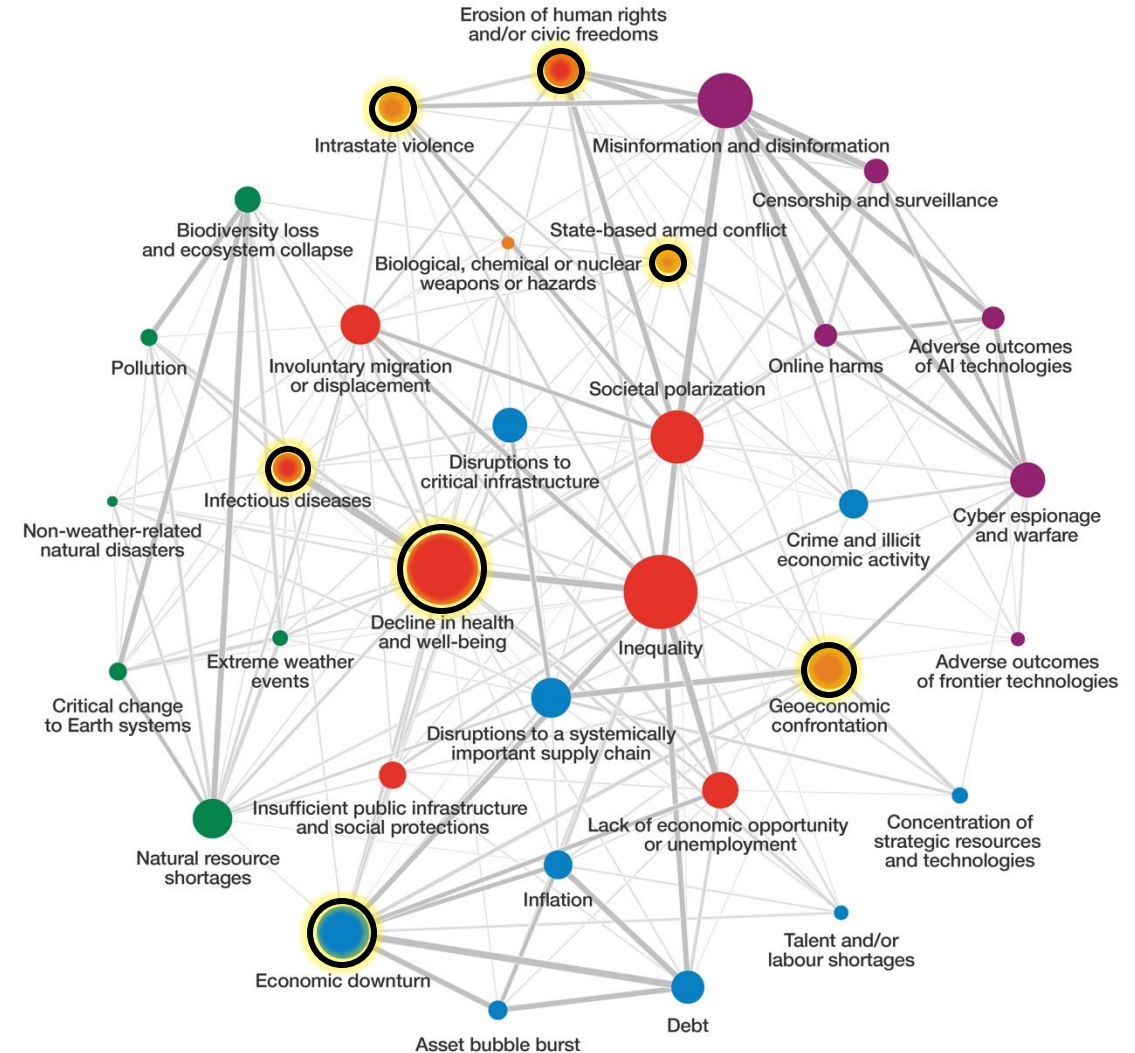 Erosion of human rights
and/or civic freedoms
Intrastate violence
Misinformation and disinformation
Censorship and surveillance
Biodiversity loss
and ecosystem collapse
State-based armed conflict
Biological, chemical or nuclear
weapons or hazards
Pollution
Involuntary migration
or displacement
Online harms
Adverse outcomes
of AI technologies
Societal polarization
Disruptions to
critical infrastructure
Infectious diseases
Non-weather-related
natural disasters
Crime and illicit
economic activity
Cyber espionage
and warfare
Decline in health
and well-being
Inequality
Extreme weather
events
Adverse outcomes
of frontier technologies
Critical change
to Earth systems
Geoeconomic
confrontation
Disruptions to a systemically
important supply chain
Insufficient public infrastructure
and social protections
Lack of economic opportunity
or unemployment
Concentration of
strategic resources
and technologies
Natural resource
shortages
Inflation
Talent and/or
labour shortages
Economic downturn
Debt
Asset bubble burst